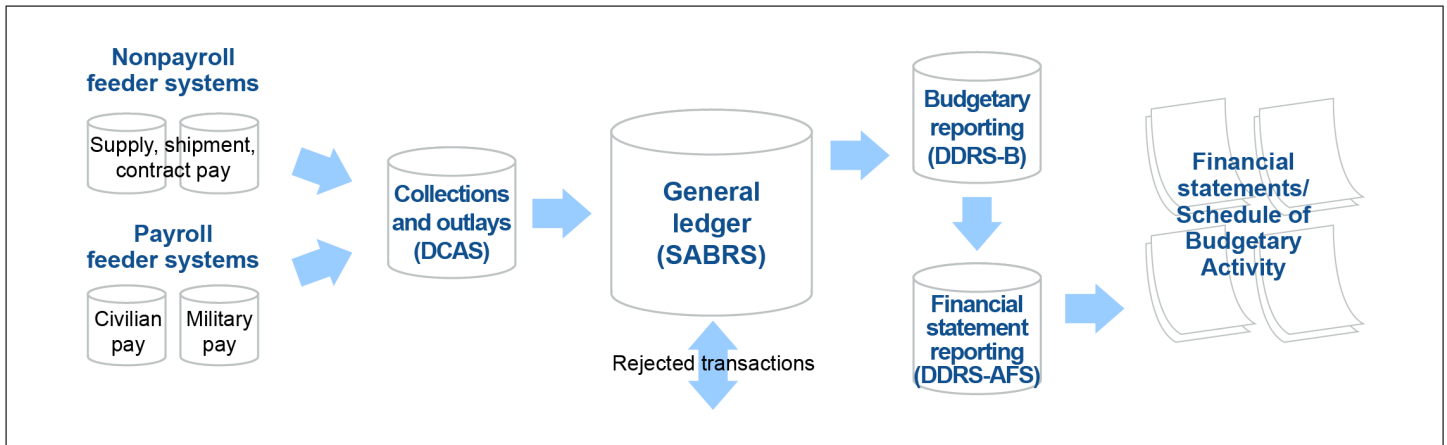 Nonpayroll
feeder systems
Supply, shipment,
contract pay
Payroll
feeder systems
Civilian
pay
Military
pay
Collections
and outlays
(DCAS)
General
ledger
(SABRS)
Rejected transactions
Budgetary
reporting
(DDRS-B)
Financial
statement
reporting
(DDRS-AFS)
Financial
statements/
Schedule of
Budgetary
Activity